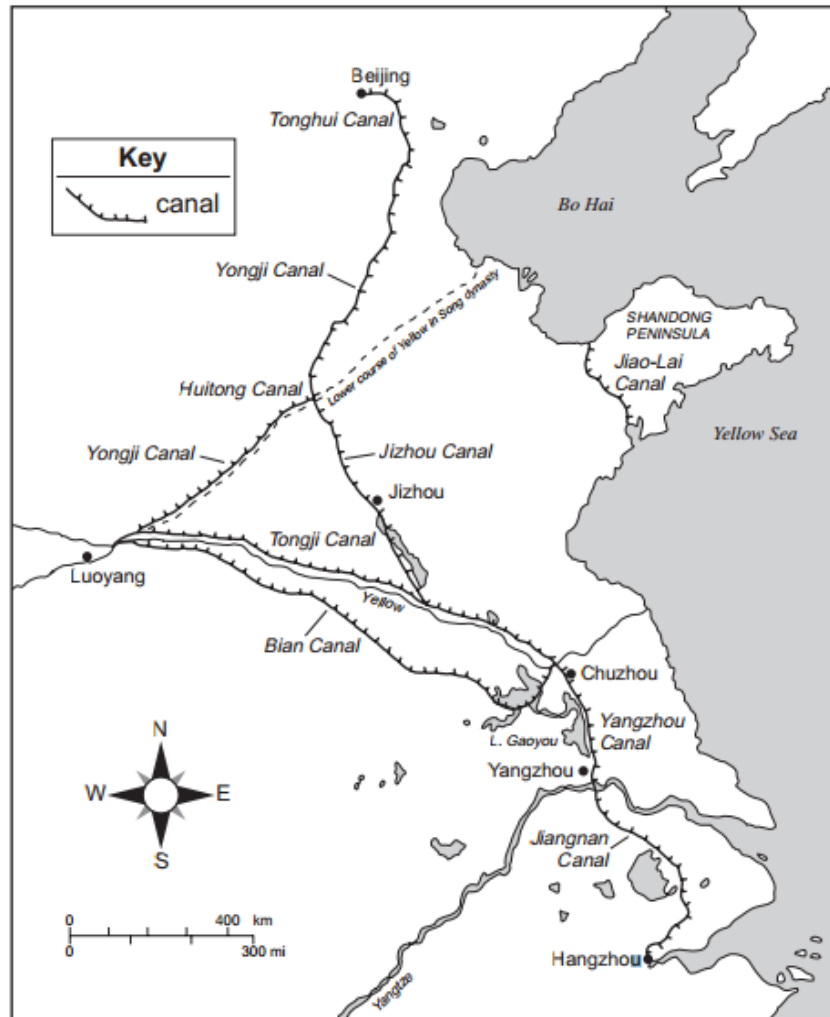 Beijing
Tonghui Canal
Key
canal
Bo Hai
Yongji Canal
Lower course of Yellow in Song dynasty
SHANDONG
PENINSULA
Jiao-Lai
Canal
Huitong Canal
Yellow Sea
Yongji Canal
Jizhou Canal
Jizhou
Tongji Canal
Luoyang
Yellow
Bian Canal
Chuzhou
Yangzhou
Canal
L. Gaoyou
Yangzhou
N
W
E
S
Jiangnan
Canal
0 400 km
0 300 mi
Hangzhou
Yangtze